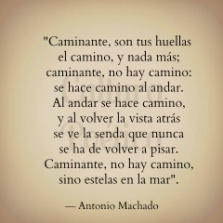 "Caminante, son tus huellas
el camino, y nada más;
caminante, no hay camino:
se hace camino al andar.
Al andar se hace camino,
y al volver la vista atrás
se ve la senda que nunca
se ha de volver a pisar.
Caminante, no hay camino,
sino estelas en la mar".
— Antonio Machado